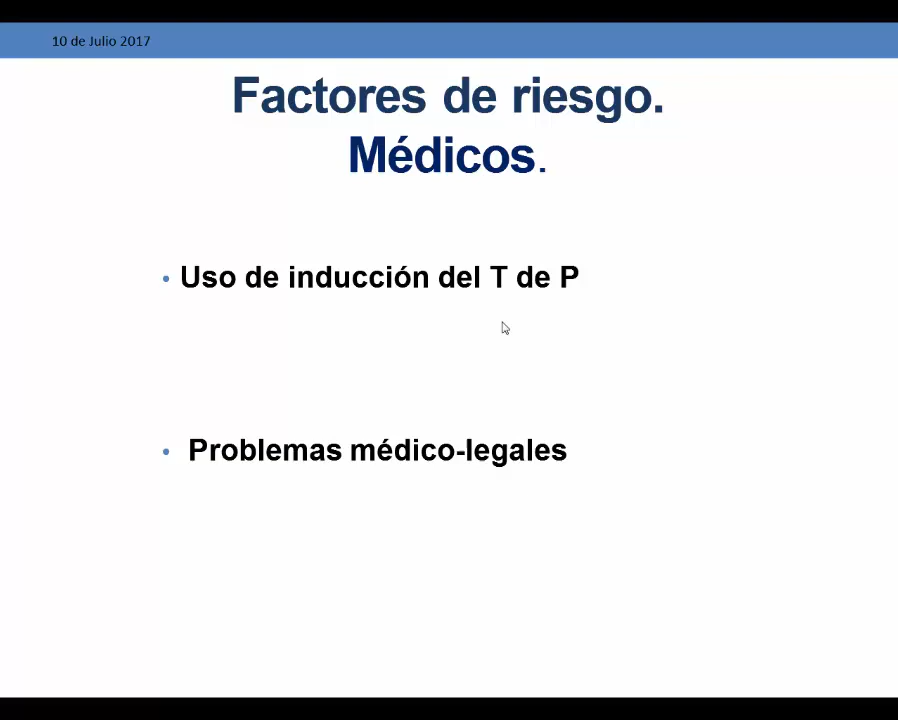 10 de Julio 2017
Factores de riesgo.
Médicos.
• Uso de inducción del T de P
• Problemas médico-legales